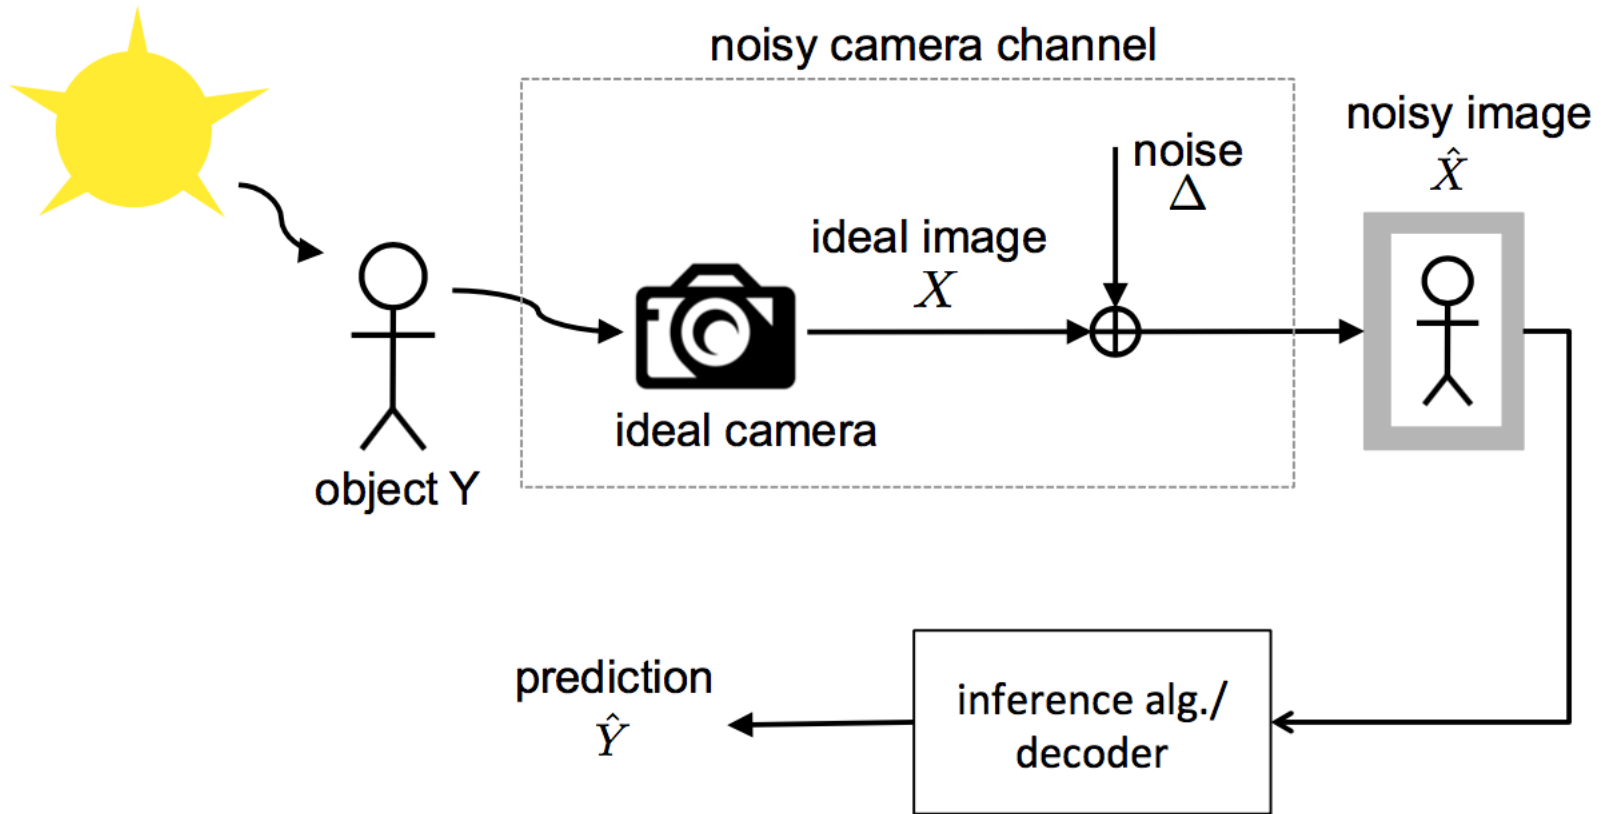 noisy camera channel
noisy image
X̂
noise
Δ
ideal image
X
ideal camera
object Y
prediction
Ŷ
inference alg./
decoder